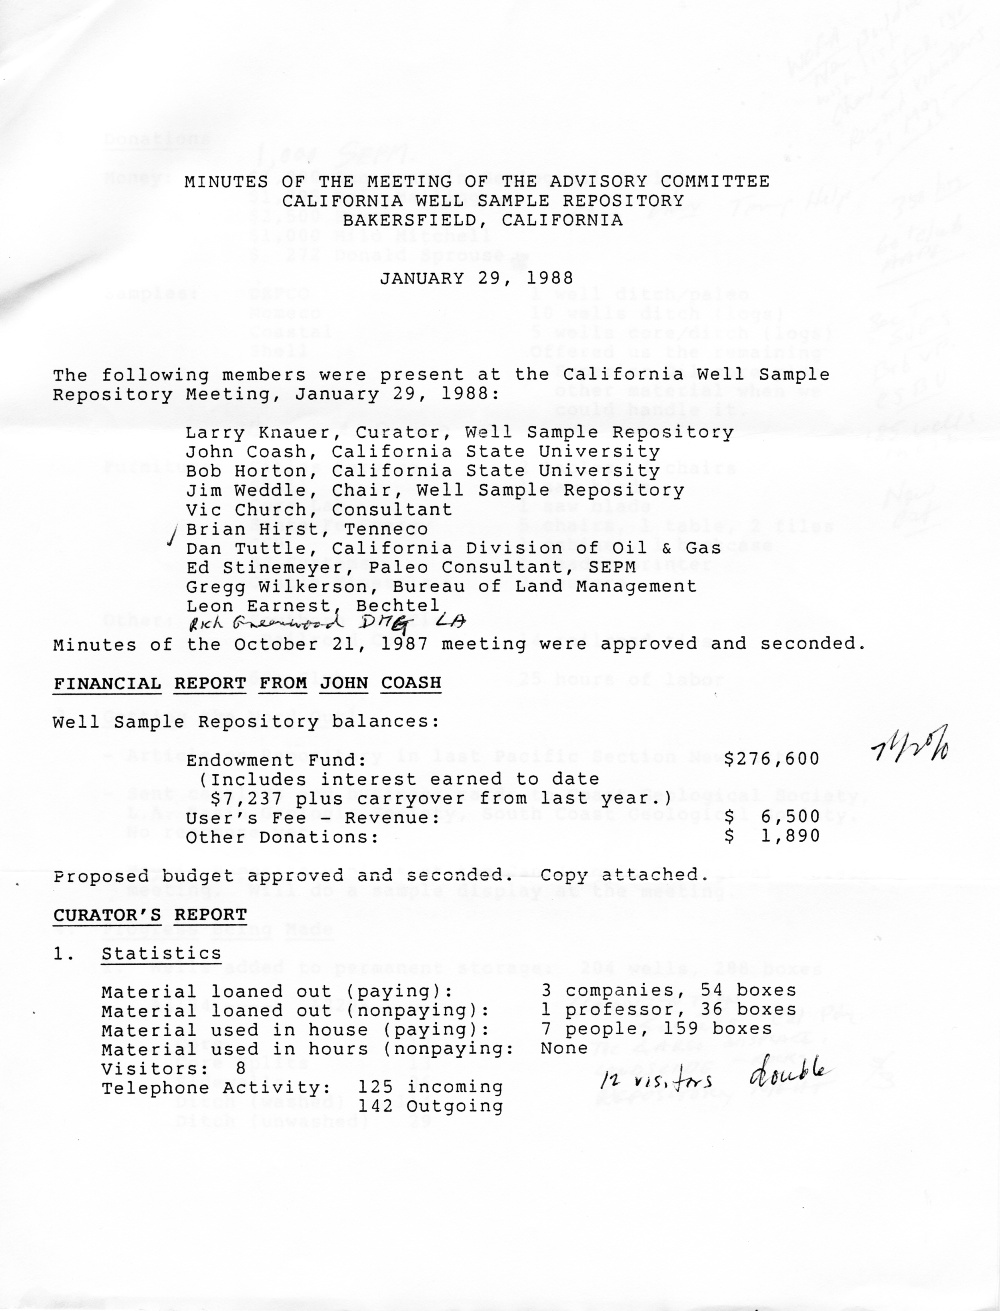 MINUTES OF THE MEETING OF THE ADVISORY COMMITTEE
CALIFORNIA WELL SAMPLE REPOSITORY
BAKERSFIELD, CALIFORNIA
JANUARY 29, 1988
The following members were present at the California Well Sample
Repository Meeting, January 29, 1988:
Larry Knauer, Curator, Well Sample Repository
John Coash, California State University
Bob Horton, California State University
Jim Weddle, Chair, Well Sample Repository
Vic Church, Consultant
Brian Hirst, Tenneco
Dan Tuttle, California Division of Oil & Gas
Ed Stinemeyer, Paleo Consultant, SEPM
Gregg Wilkerson, Bureau of Land Management
Leon Earnest, Bechtel
Rich Greenwood DMG LA
Minutes of the October 21, 1987 meeting were approved and seconded.
FINANCIAL REPORT FROM JOHN COASH
Well Sample Repository balances:
Endowment Fund: $276,600 7 1/2 %
(Includes interest earned to date
$7,237 plus carryover from last year.)
User's Fee - Revenue: $ 6,500
Other Donations: $ 1,890
Proposed budget approved and seconded. Copy attached.
CURATOR'S REPORT
1. Statistics
Material loaned out (paying): 3 companies, 54 boxes
Material loaned out (nonpaying): 1 professor, 36 boxes
Material used in house (paying): 7 people, 159 boxes
Material used in hours (nonpaying: None
Visitors: 8
12 visitors double
Telephone Activity: 125 incoming
142 Outgoing